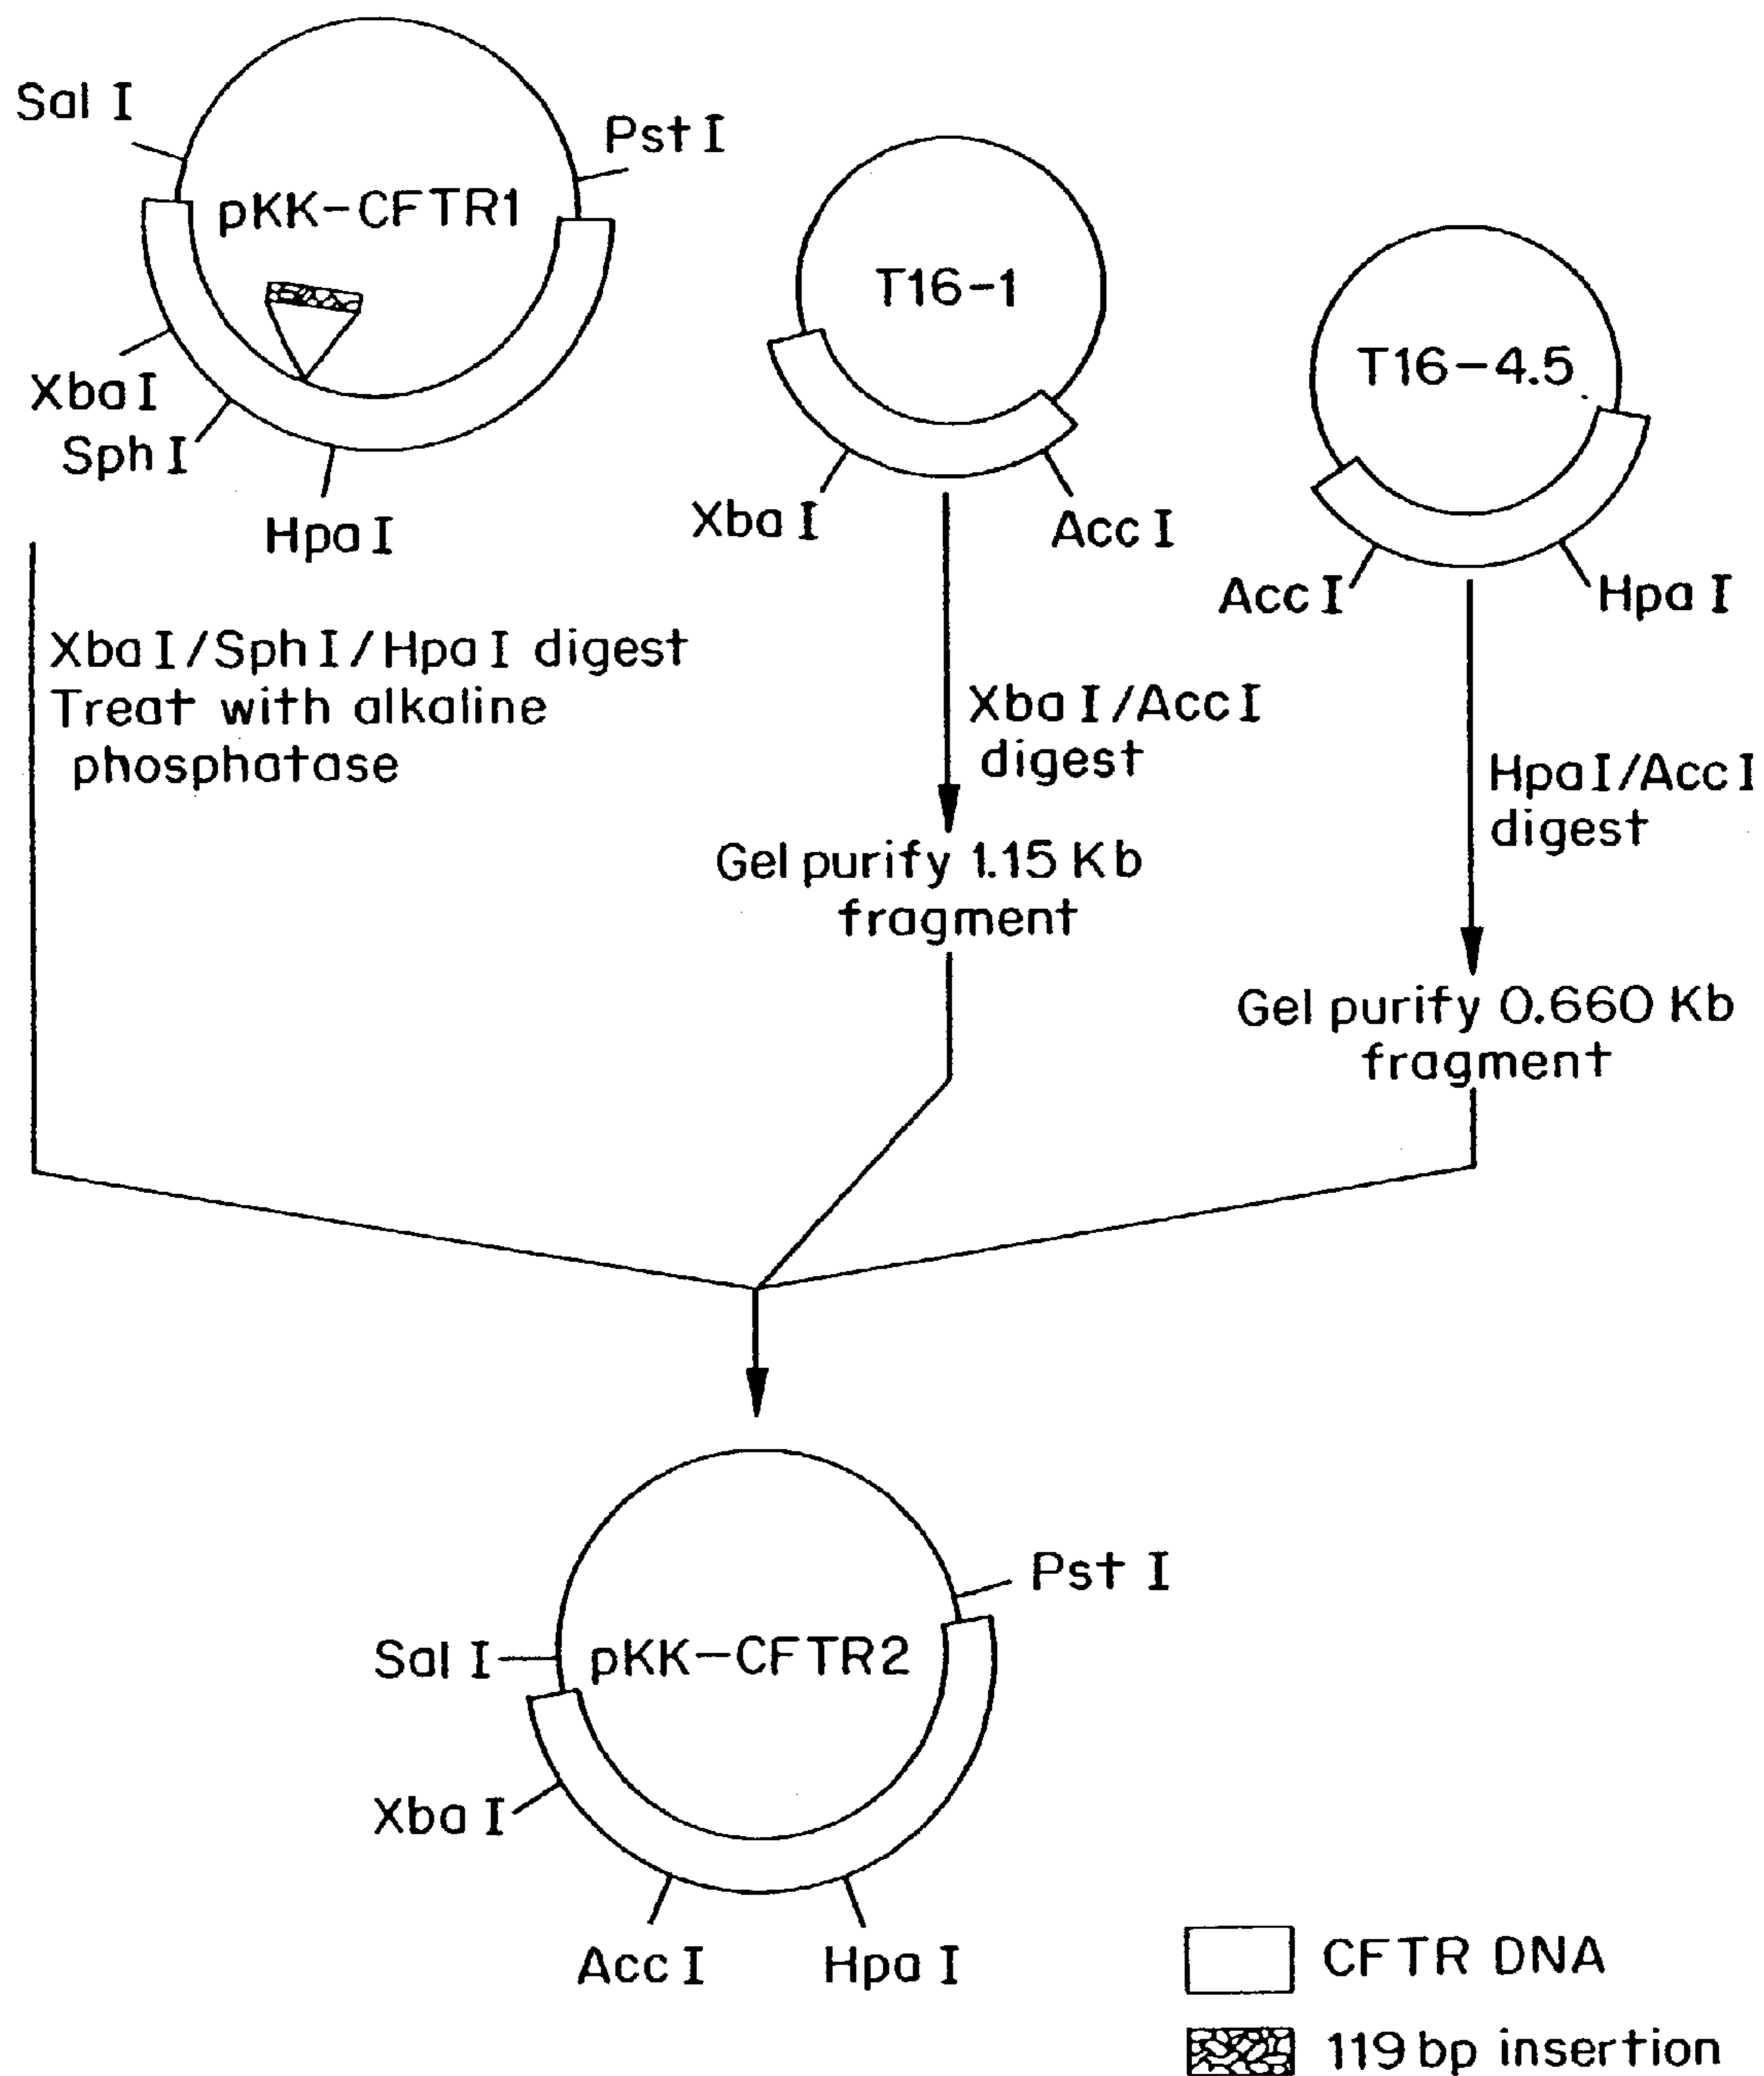 Sal I
Pst I
pKK-CFTR1
Xba I
Sph I
Hpa I
T16-1
Xba I
Acc I
T16-4.5
Acc I
Hpa I
Xba I/Sph I/Hpa I digest
Treat with alkaline
phosphatase
Xba I/Acc I
digest
Gel purify 1.15 Kb
fragment
Hpa I/Acc I
digest
Gel purify 0.660 Kb
fragment
Pst I
Sal I
pKK-CFTR2
Xba I
Acc I
Hpa I
CFTR DNA
119 bp insertion